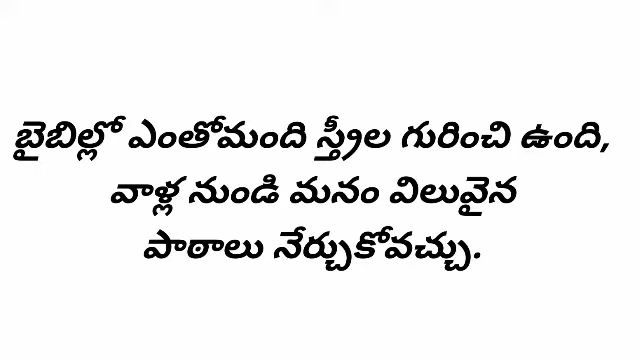 బైబిల్లో ఎంతోమంది స్త్రీల గురించి ఉంది,
వాళ్ల నుండి మనం విలువైన
పాఠాలు నేర్చుకోవచ్చు.